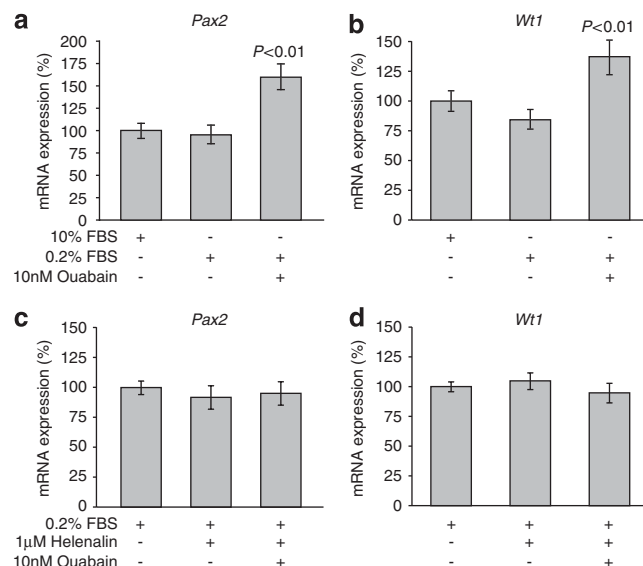 a
Pax2
mRNA expression (%)
200
175
150
125
100
75
50
25
0
P<0.01
10% FBS + - -
0.2% FBS - + +
10nM Ouabain - - +
b
Wt1
mRNA expression (%)
150
125
100
75
50
25
0
P<0.01
+ - -
- + +
- - +
c
Pax2
mRNA expression (%)
150
125
100
75
50
25
0
0.2% FBS + + +
1µM Helenalin - + +
10nM Ouabain - - +
d
Wt1
mRNA expression (%)
150
125
100
75
50
25
0
+ + +
- + +
- - +